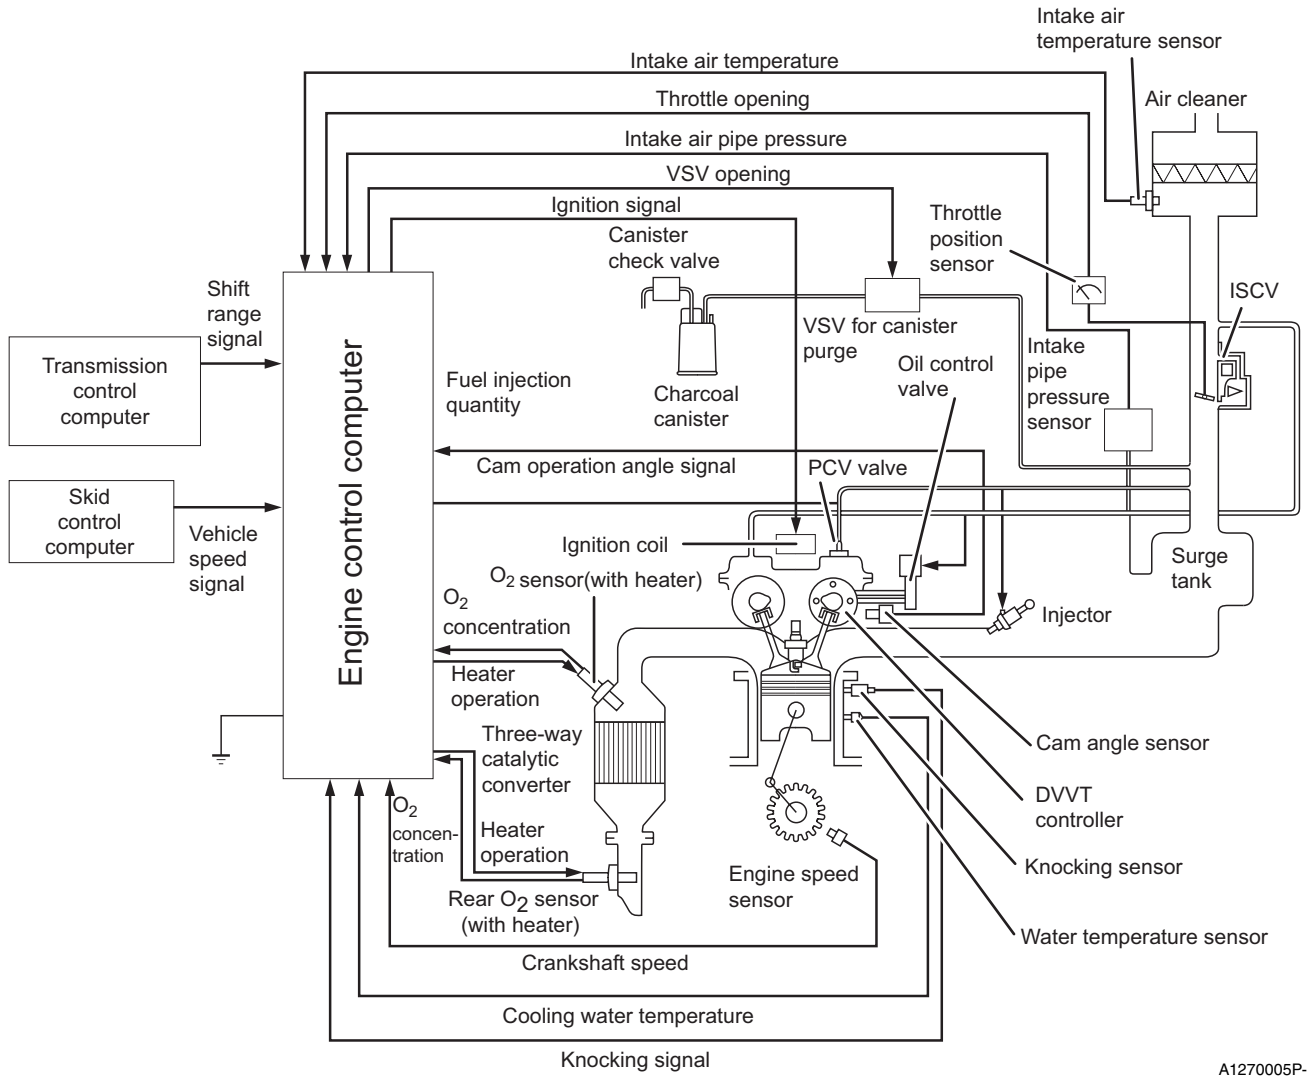 Intake air
temperature sensor
Intake air temperature
Throttle opening
Air cleaner
Intake air pipe pressure
VSV opening
Ignition signal
Throttle
position
sensor
Canister
check valve
Shift
range
signal
ISCV
VSV for canister
purge
Intake
pipe
pressure
sensor
Oil control
valve
Transmission
control
computer
Engine control computer
Fuel injection
quantity
Charcoal
canister
Cam operation angle signal
PCV valve
Skid
control
computer
Vehicle
speed
signal
Ignition coil
Surge
tank
O2 sensor(with heater)
O2
concentration
Injector
Heater
operation
Three-way
catalytic
converter
Cam angle sensor
DVVT
controller
O2
concen-
tration
Heater
operation
Knocking sensor
Engine speed
sensor
Rear O2 sensor
(with heater)
Water temperature sensor
Crankshaft speed
Cooling water temperature
Knocking signal
A1270005P-